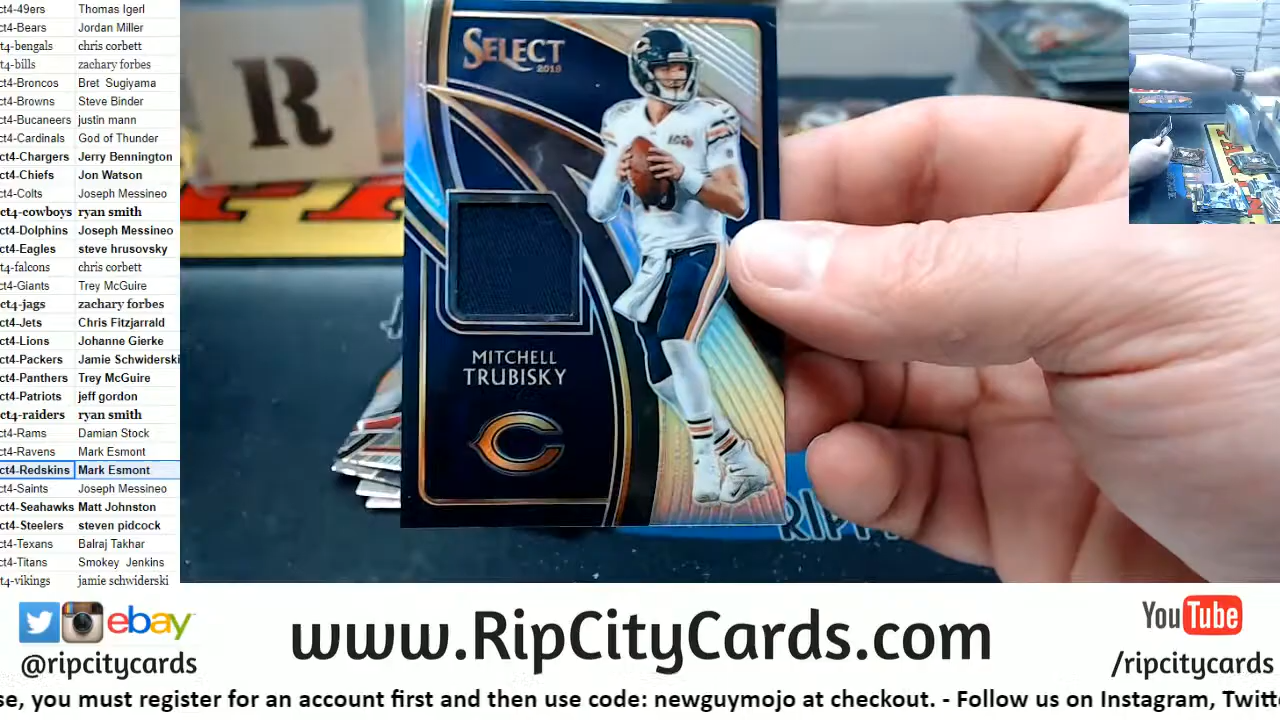 ct4-49ers Thomas Igerl
ct4-Bears Jordan Miller
t4-bengals chris corbett
t4-bills zachary forbes
ct4-Broncos Bret Sugiyama
ct4-Browns Steve Binder
ct4-Bucaneers justin mann
ct4-Cardinals God of Thunder
ct4-Chargers Jerry Bennington
ct4-Chiefs Jon Watson
ct4-Colts Joseph Messineo
ct4-cowboys ryan smith
ct4-Dolphins Joseph Messineo
ct4-Eagles steve hrusovsky
ct4-falcons chris corbett
ct4-Giants Trey McGuire
ct4-jags zachary forbes
ct4-Jets Chris Fitzjarrald
ct4-Lions Johanne Gierke
ct4-Packers Jamie Schwiderski
ct4-Panthers Trey McGuire
ct4-Patriots jeff gordon
ct4-raiders ryan smith
ct4-Rams Damian Stock
ct4-Ravens Mark Esmont
ct4-Redskins Mark Esmont
ct4-Saints Joseph Messineo
ct4-Seahawks Matt Johnston
ct4-Steelers steven pidcock
ct4-Texans Balraj Takhar
ct4-Titans Smokey Jenkins
t4-vikings jamie schwiderski
R
SELECT
2019
MITCHELL
TRUBISKY
C
ebay
@ripcitycards
www.RipCityCards.com
YouTube
/ripcitycards
se, you must register for an account first and then use code: newguymojo at checkout. - Follow us on Instagram, Twitt